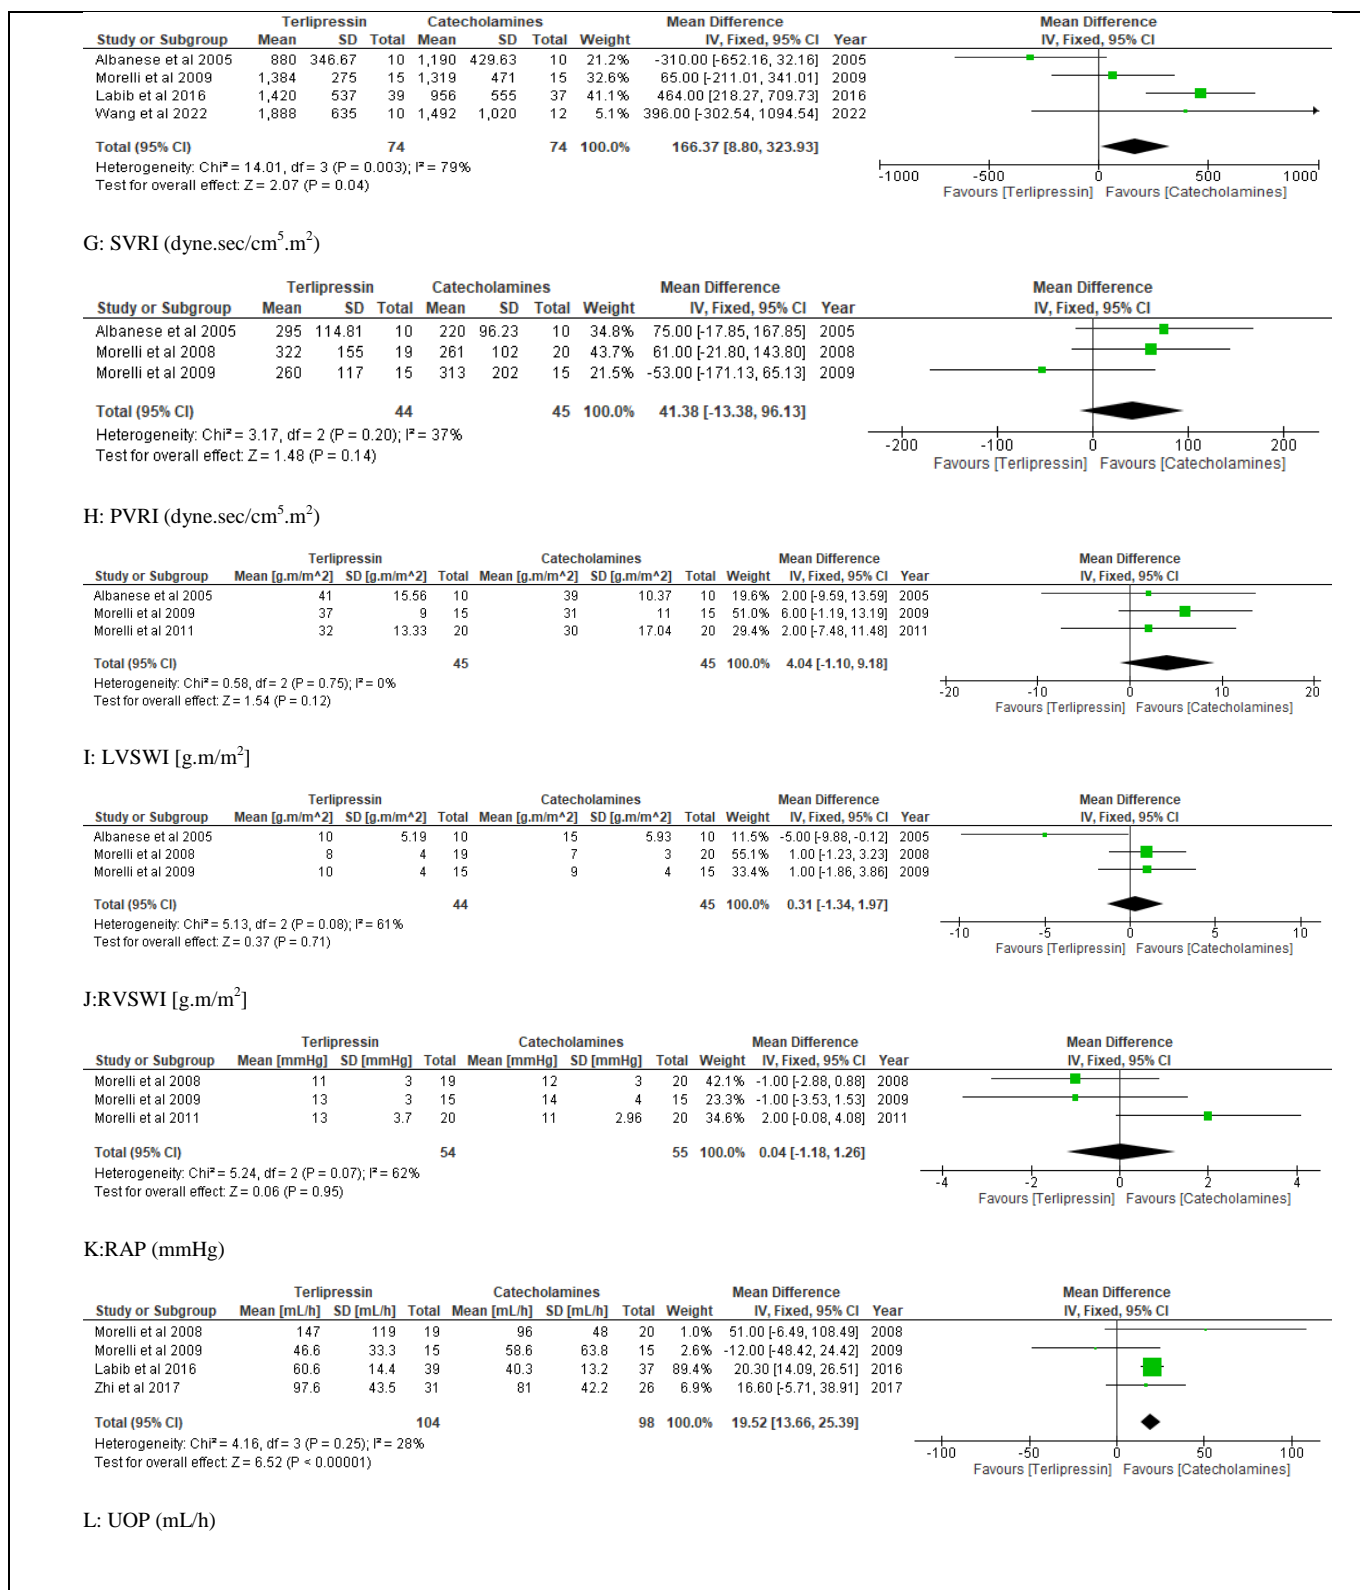 Terlipressin Catecholamines Mean Difference Mean Difference
Study or Subgroup Mean SD Total Mean SD Total Weight IV, Fixed, 95% CI Year IV, Fixed, 95% CI
Albanese et al 2005 880 346.67 10 1,190 429.63 10 21.2% -310.00 [-652.16, 32.16] 2005
Morelli et al 2009 1,384 275 15 1,319 471 15 32.6% 65.00 [-211.01, 341.01] 2009
Labib et al 2016 1,420 537 39 956 555 37 41.1% 464.00 [218.27, 709.73] 2016
Wang et al 2022 1,888 635 10 1,492 1,020 12 5.1% 396.00 [-302.54, 1094.54] 2022
Total (95% CI) 74 74 100.0% 166.37 [8.80, 323.93]
Heterogeneity: Chi² = 14.01, df = 3 (P = 0.003); I² = 79%
Test for overall effect: Z = 2.07 (P = 0.04)
-1000 -500 0 500 1000
Favours [Terlipressin] Favours [Catecholamines]
G: SVRI (dyne.sec/cm⁵.m²)
Terlipressin Catecholamines Mean Difference Mean Difference
Study or Subgroup Mean SD Total Mean SD Total Weight IV, Fixed, 95% CI Year IV, Fixed, 95% CI
Albanese et al 2005 295 114.81 10 220 96.23 10 34.8% 75.00 [-17.85, 167.85] 2005
Morelli et al 2008 322 155 19 261 102 20 43.7% 61.00 [-21.80, 143.80] 2008
Morelli et al 2009 260 117 15 313 202 15 21.5% -53.00 [-171.13, 65.13] 2009
Total (95% CI) 44 45 100.0% 41.38 [-13.38, 96.13]
Heterogeneity: Chi² = 3.17, df = 2 (P = 0.20); I² = 37%
Test for overall effect: Z = 1.48 (P = 0.14)
-200 -100 0 100 200
Favours [Terlipressin] Favours [Catecholamines]
H: PVRI (dyne.sec/cm⁵.m²)
Terlipressin Catecholamines Mean Difference Mean Difference
Study or Subgroup Mean [g.m/m^2] SD [g.m/m^2] Total Mean [g.m/m^2] SD [g.m/m^2] Total Weight IV, Fixed, 95% CI Year IV, Fixed, 95% CI
Albanese et al 2005 41 15.56 10 39 10.37 10 19.6% 2.00 [-9.59, 13.59] 2005
Morelli et al 2009 37 9 15 31 11 15 51.0% 6.00 [-1.19, 13.19] 2009
Morelli et al 2011 32 13.33 20 30 17.04 20 29.4% 2.00 [-7.48, 11.48] 2011
Total (95% CI) 45 45 100.0% 4.04 [-1.10, 9.18]
Heterogeneity: Chi² = 0.58, df = 2 (P = 0.75); I² = 0%
Test for overall effect: Z = 1.54 (P = 0.12)
-20 -10 0 10 20
Favours [Terlipressin] Favours [Catecholamines]
I: LVSWI [g.m/m²]
Terlipressin Catecholamines Mean Difference Mean Difference
Study or Subgroup Mean [g.m/m^2] SD [g.m/m^2] Total Mean [g.m/m^2] SD [g.m/m^2] Total Weight IV, Fixed, 95% CI Year IV, Fixed, 95% CI
Albanese et al 2005 10 5.19 10 15 5.93 10 11.5% -5.00 [-9.88, -0.12] 2005
Morelli et al 2008 8 4 19 7 3 20 55.1% 1.00 [-1.23, 3.23] 2008
Morelli et al 2009 10 4 15 9 4 15 33.4% 1.00 [-1.86, 3.86] 2009
Total (95% CI) 44 45 100.0% 0.31 [-1.34, 1.97]
Heterogeneity: Chi² = 5.13, df = 2 (P = 0.08); I² = 61%
Test for overall effect: Z = 0.37 (P = 0.71)
-10 -5 0 5 10
Favours [Terlipressin] Favours [Catecholamines]
J:RVSWI [g.m/m²]
Terlipressin Catecholamines Mean Difference Mean Difference
Study or Subgroup Mean [mmHg] SD [mmHg] Total Mean [mmHg] SD [mmHg] Total Weight IV, Fixed, 95% CI Year IV, Fixed, 95% CI
Morelli et al 2008 11 3 19 12 3 20 42.1% -1.00 [-2.88, 0.88] 2008
Morelli et al 2009 13 3 15 14 4 15 23.3% -1.00 [-3.53, 1.53] 2009
Morelli et al 2011 13 3.7 20 11 2.96 20 34.6% 2.00 [-0.08, 4.08] 2011
Total (95% CI) 54 55 100.0% 0.04 [-1.18, 1.26]
Heterogeneity: Chi² = 5.24, df = 2 (P = 0.07); I² = 62%
Test for overall effect: Z = 0.06 (P = 0.95)
-4 -2 0 2 4
Favours [Terlipressin] Favours [Catecholamines]
K:RAP (mmHg)
Terlipressin Catecholamines Mean Difference Mean Difference
Study or Subgroup Mean [mL/h] SD [mL/h] Total Mean [mL/h] SD [mL/h] Total Weight IV, Fixed, 95% CI Year IV, Fixed, 95% CI
Morelli et al 2008 147 119 19 96 48 20 1.0% 51.00 [-6.49, 108.49] 2008
Morelli et al 2009 46.6 33.3 15 58.6 63.8 15 2.6% -12.00 [-48.42, 24.42] 2009
Labib et al 2016 60.6 14.4 39 40.3 13.2 37 89.4% 20.30 [14.09, 26.51] 2016
Zhi et al 2017 97.6 43.5 31 81 42.2 26 6.9% 16.60 [-5.71, 38.91] 2017
Total (95% CI) 104 98 100.0% 19.52 [13.66, 25.39]
Heterogeneity: Chi² = 4.16, df = 3 (P = 0.25); I² = 28%
Test for overall effect: Z = 6.52 (P < 0.00001)
-100 -50 0 50 100
Favours [Terlipressin] Favours [Catecholamines]
L: UOP (mL/h)